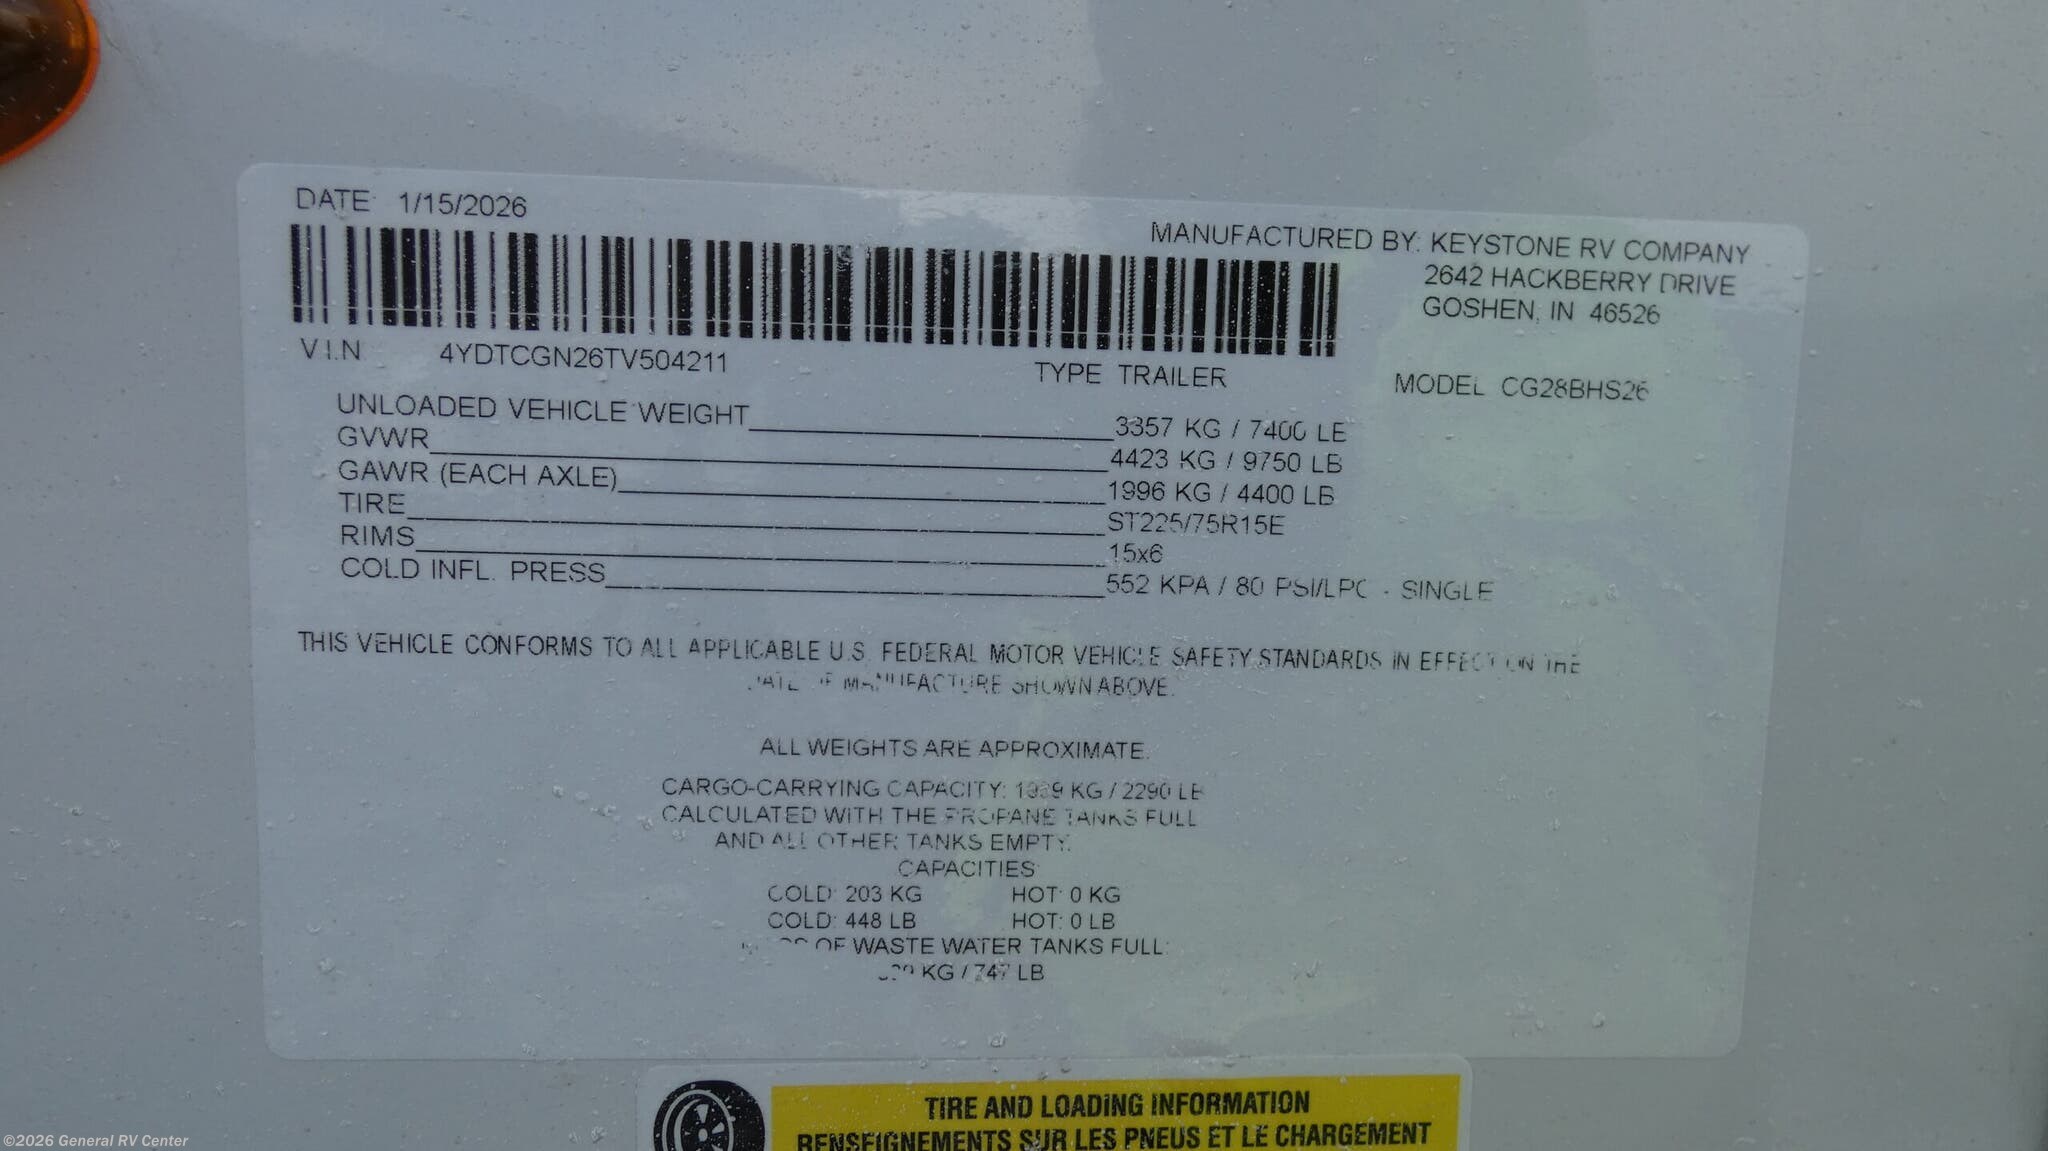 DATE: 1/15/2026
MANUFACTURED BY: KEYSTONE RV COMPANY
2642 HACKBERRY DRIVE
GOSHEN, IN 46526
V.I.N 4YDTCGN26TV504211
TYPE TRAILER
MODEL CG28BHS26
UNLOADED VEHICLE WEIGHT 3357 KG / 7400 LB
GVWR 4423 KG / 9750 LB
GAWR (EACH AXLE) 1996 KG / 4400 LB
TIRE ST225/75R15E
RIMS 15x6
COLD INFL. PRESS 552 KPA / 80 PSI/LPC - SINGLE
THIS VEHICLE CONFORMS TO ALL APPLICABLE U.S. FEDERAL MOTOR VEHICLE SAFETY STANDARDS IN EFFECT ON THE
DATE OF MANUFACTURE SHOWN ABOVE.
ALL WEIGHTS ARE APPROXIMATE.
CARGO-CARRYING CAPACITY: KG / 2290 LB
CALCULATED WITH THE PROPANE TANKS FULL
AND ALL OTHER TANKS EMPTY.
CAPACITIES
COLD: 203 KG HOT: 0 KG
COLD: 448 LB HOT: 0 LB
OF WASTE WATER TANKS FULL:
KG / 747 LB
TIRE AND LOADING INFORMATION
RENSEIGNEMENTS SUR LES PNEUS ET LE CHARGEMENT
©2026 General RV Center